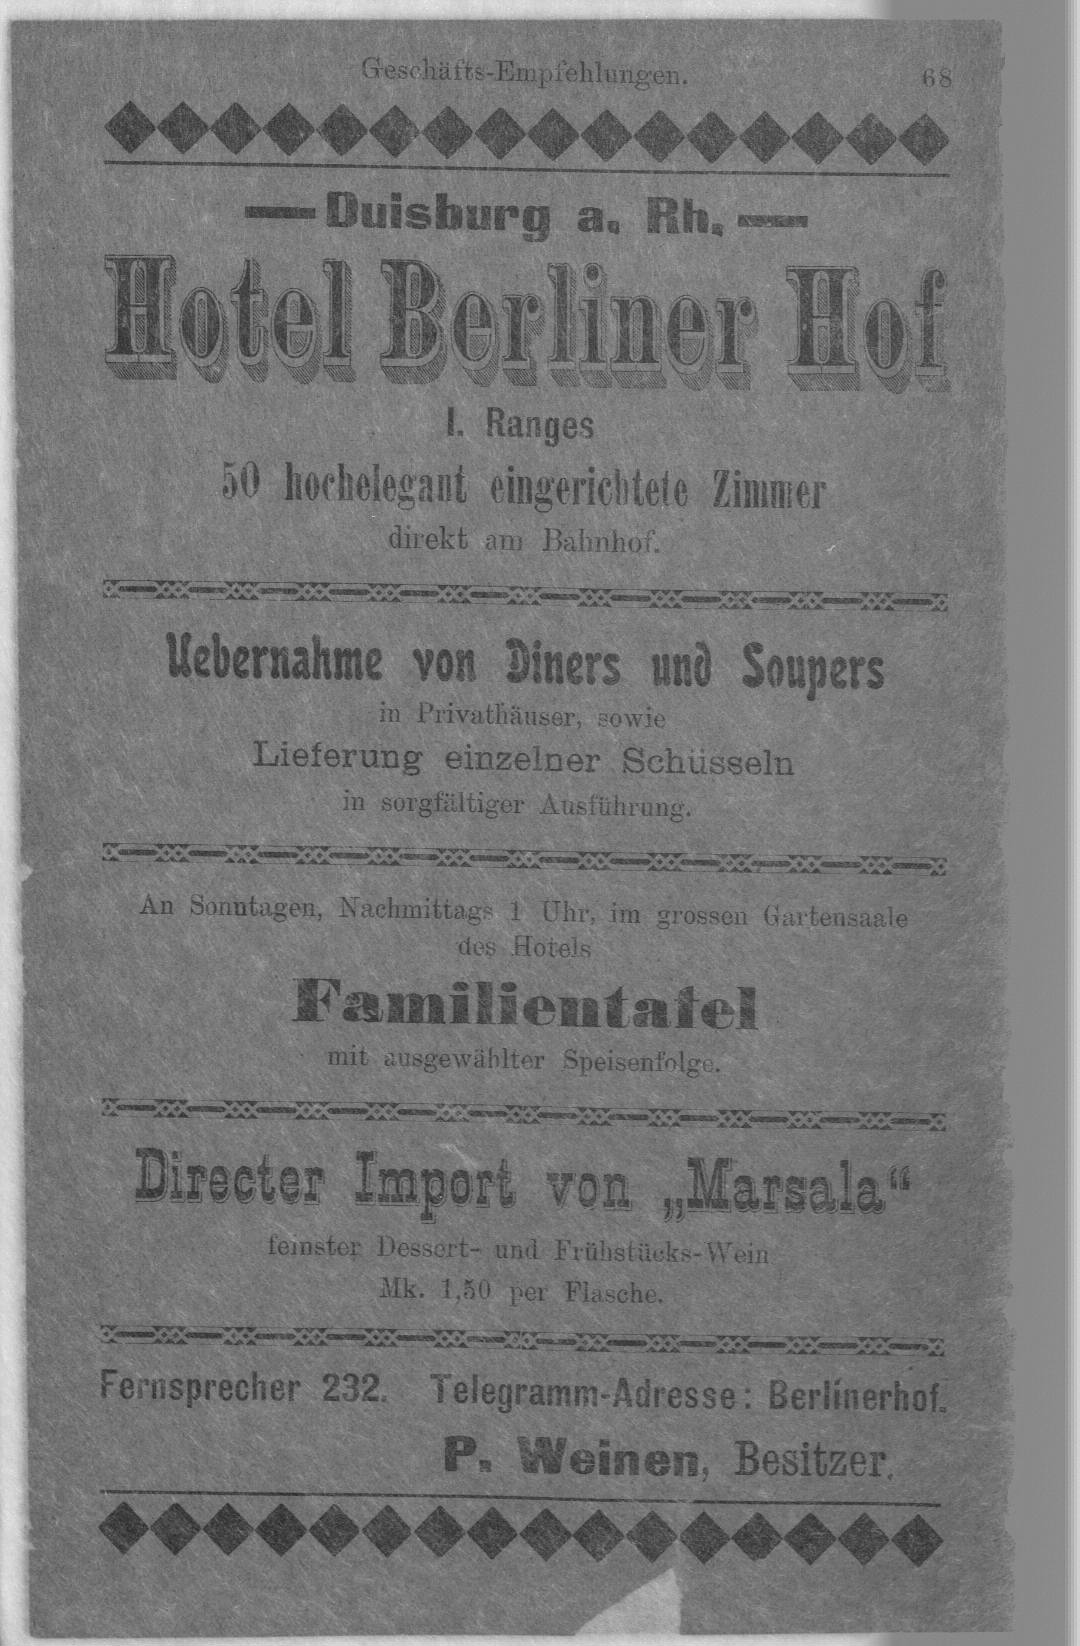 Geschäfts-Empfehlungen. 68
Duisburg a. Rh.
Hotel Berliner Hof
I. Ranges
50 hochelegant eingerichtete Zimmer
direkt am Bahnhof.
Uebernahme von Diners und Soupers
in Privathäuser, sowie
Lieferung einzelner Schüsseln
in sorgfältiger Ausführung.
An Sonntagen, Nachmittags 1 Uhr, im grossen Gartensaale
des Hotels
Familientafel
mit ausgewählter Speisenfolge.
Directer Import von „Marsala“
feinster Dessert- und Frühstücks-Wein
Mk. 1,50 per Flasche.
Fernsprecher 232. Telegramm-Adresse: Berlinerhof.
P. Weinen, Besitzer.